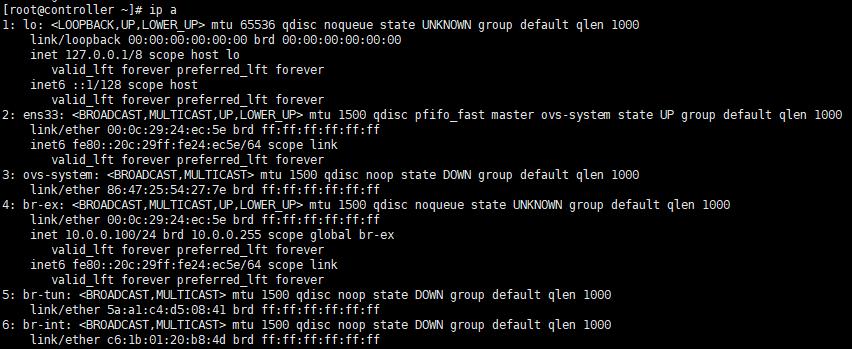 [root@controller ~]# ip a
1: lo: <LOOPBACK,UP,LOWER_UP> mtu 65536 qdisc noqueue state UNKNOWN group default qlen 1000
    link/loopback 00:00:00:00:00:00 brd 00:00:00:00:00:00
    inet 127.0.0.1/8 scope host lo
       valid_lft forever preferred_lft forever
    inet6 ::1/128 scope host
       valid_lft forever preferred_lft forever
2: ens33: <BROADCAST,MULTICAST,UP,LOWER_UP> mtu 1500 qdisc pfifo_fast master ovs-system state UP group default qlen 1000
    link/ether 00:0c:29:24:ec:5e brd ff:ff:ff:ff:ff:ff
    inet6 fe80::20c:29ff:fe24:ec5e/64 scope link
       valid_lft forever preferred_lft forever
3: ovs-system: <BROADCAST,MULTICAST> mtu 1500 qdisc noop state DOWN group default qlen 1000
    link/ether 86:47:25:54:27:7e brd ff:ff:ff:ff:ff:ff
4: br-ex: <BROADCAST,MULTICAST,UP,LOWER_UP> mtu 1500 qdisc noqueue state UNKNOWN group default qlen 1000
    link/ether 00:0c:29:24:ec:5e brd ff:ff:ff:ff:ff:ff
    inet 10.0.0.100/24 brd 10.0.0.255 scope global br-ex
       valid_lft forever preferred_lft forever
    inet6 fe80::20c:29ff:fe24:ec5e/64 scope link
       valid_lft forever preferred_lft forever
5: br-tun: <BROADCAST,MULTICAST> mtu 1500 qdisc noop state DOWN group default qlen 1000
    link/ether 5a:a1:c4:d5:08:41 brd ff:ff:ff:ff:ff:ff
6: br-int: <BROADCAST,MULTICAST> mtu 1500 qdisc noop state DOWN group default qlen 1000
    link/ether c6:1b:01:20:b8:4d brd ff:ff:ff:ff:ff:ff